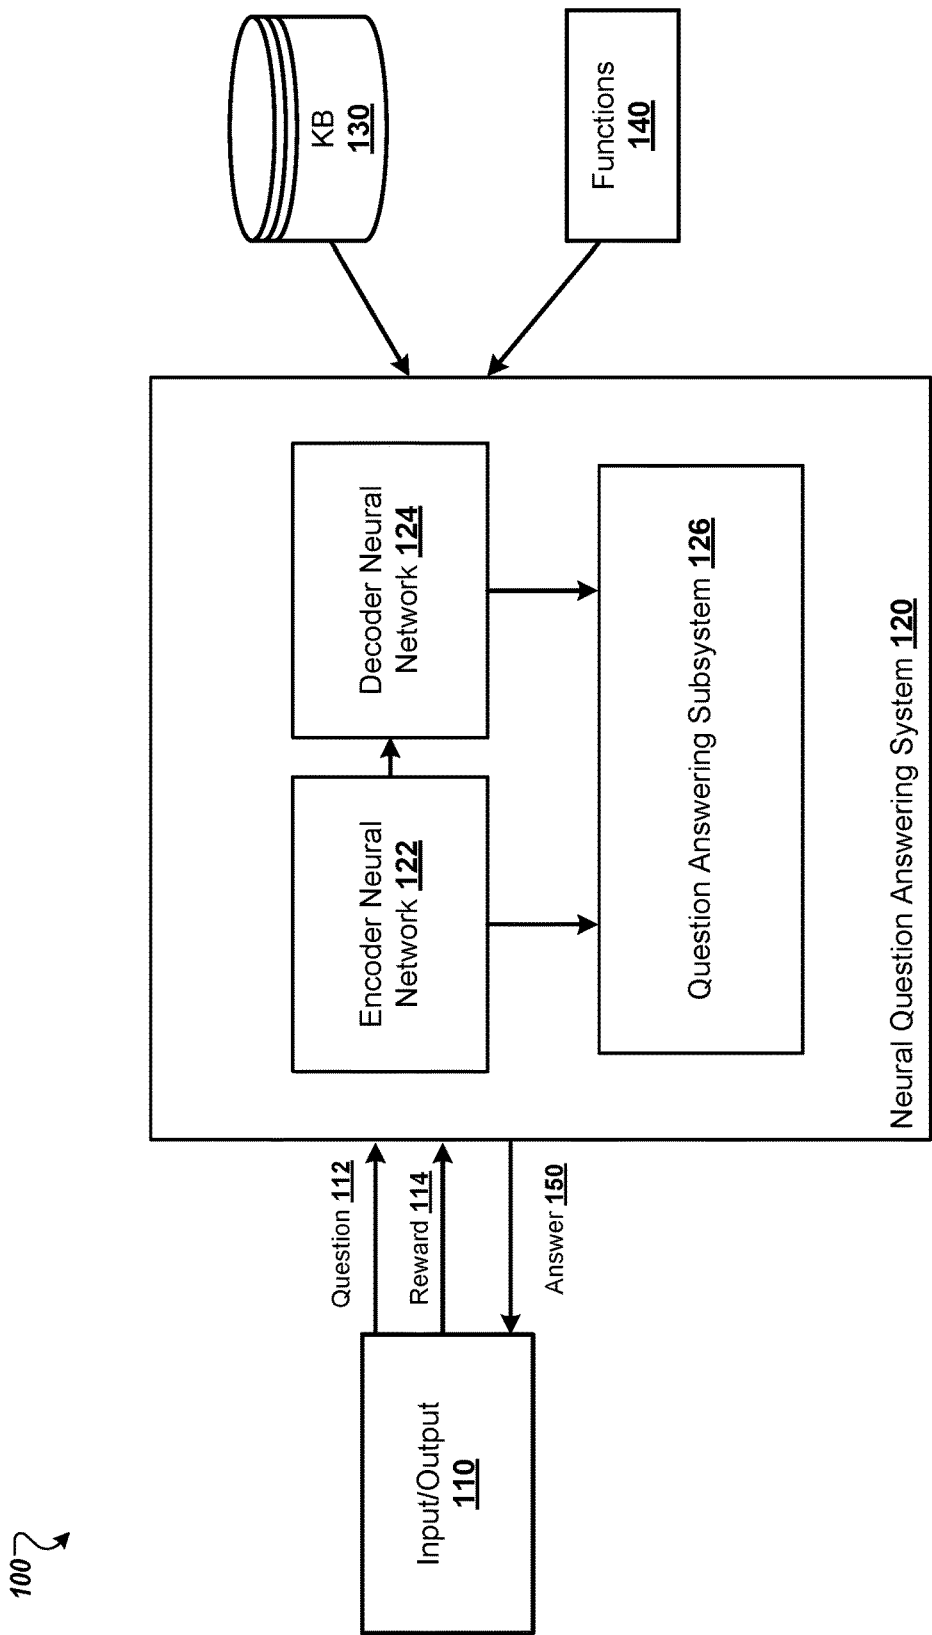 100
Input/Output
110
Question 112
Reward 114
Answer 150
Encoder Neural
Network 122
Decoder Neural
Network 124
Question Answering Subsystem 126
Neural Question Answering System 120
KB
130
Functions
140